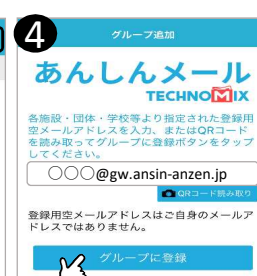 4
グループ追加
あんしんメール
TECHNOMIX
各施設・団体・学校等より指定された登録用
空メールアドレスを入力、またはQRコード
を読み取ってグループに登録ボタンをタップ
してください。
○○○@gw.ansin-anzen.jp
QRコード読み取り
登録用空メールアドレスはご自身のメールア
ドレスではありません。
グループに登録